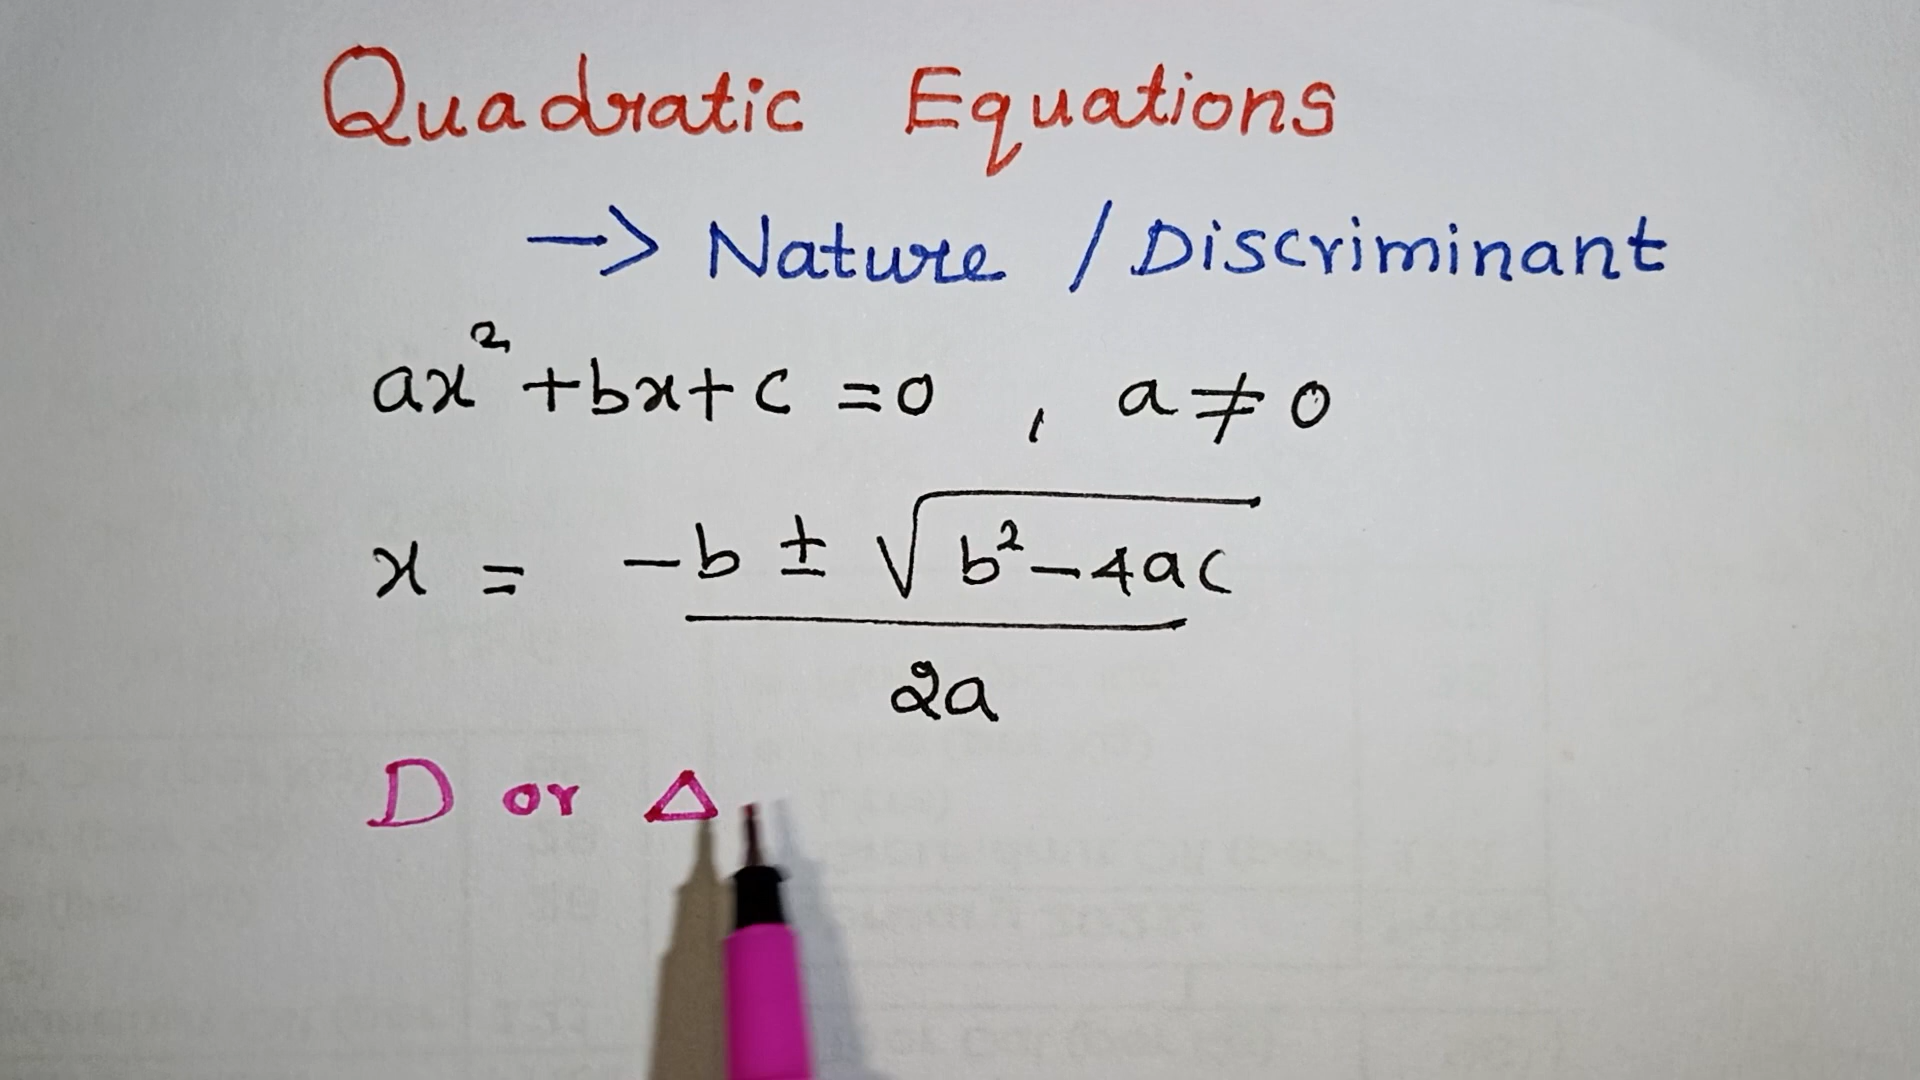 Quadratic Equations
→ Nature / Discriminant
ax² + bx + c = 0 , a ≠ 0
x = -b ± √b² - 4ac
2a
D or Δ